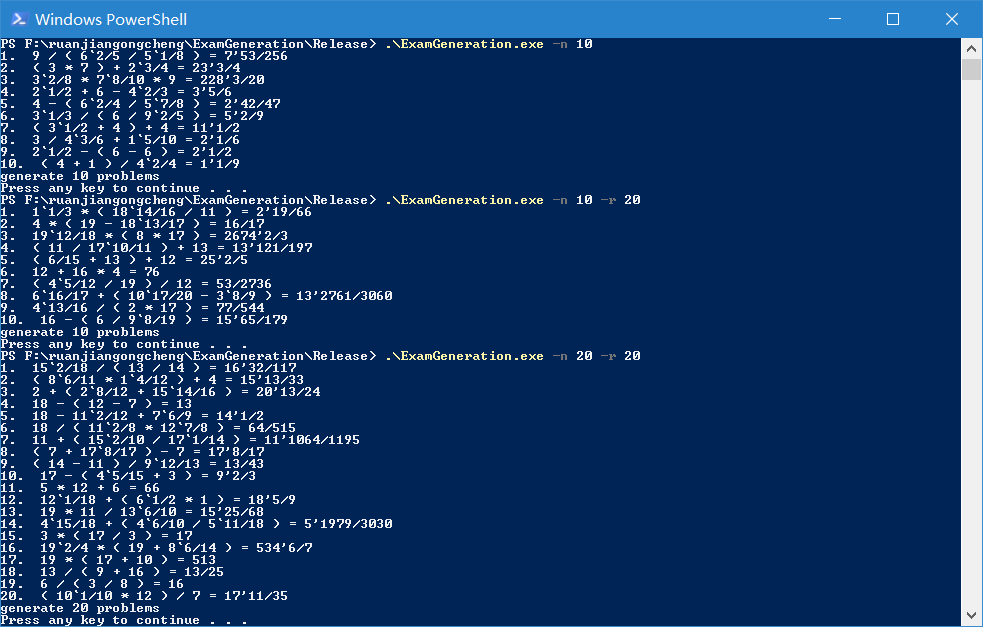 Windows PowerShell
PS F:\ruanjiangongcheng\ExamGeneration\Release> .\ExamGeneration.exe -n 10
1.  9 / ( 6`2/5 / 5`1/8 ) = 7'53/256
2.  ( 3 * 7 ) + 2`3/4 = 23'3/4
3.  3`2/8 * 7`8/10 * 9 = 228'3/20
4.  2`1/2 + 6 - 4`2/3 = 3'5/6
5.  4 - ( 6`2/4 / 5`7/8 ) = 2'42/47
6.  3`1/3 / ( 6 / 9`2/5 ) = 5'2/9
7.  ( 3`1/2 + 4 ) + 4 = 11'1/2
8.  3 / 4`3/6 + 1`5/10 = 2'1/6
9.  2`1/2 - ( 6 - 6 ) = 2'1/2
10.  ( 4 + 1 ) / 4`2/4 = 1'1/9
generate 10 problems
Press any key to continue . . .
PS F:\ruanjiangongcheng\ExamGeneration\Release> .\ExamGeneration.exe -n 10 -r 20
1.  1`1/3 * ( 18`14/16 / 11 ) = 2'19/66
2.  4 * ( 19 - 18`13/17 ) = 16/17
3.  19`12/18 * ( 8 * 17 ) = 2674'2/3
4.  ( 11 / 17`10/11 ) + 13 = 13'121/197
5.  ( 6/15 + 13 ) + 12 = 25'2/5
6.  12 + 16 * 4 = 76
7.  ( 4`5/12 / 19 ) / 12 = 53/2736
8.  6`16/17 + ( 10`17/20 - 3`8/9 ) = 13'2761/3060
9.  4`13/16 / ( 2 * 17 ) = 77/544
10.  16 - ( 6 / 9`8/19 ) = 15'65/179
generate 10 problems
Press any key to continue . . .
PS F:\ruanjiangongcheng\ExamGeneration\Release> .\ExamGeneration.exe -n 20 -r 20
1.  15`2/18 / ( 13 / 14 ) = 16'32/117
2.  ( 8`6/11 * 1`4/12 ) + 4 = 15'13/33
3.  2 + ( 2`8/12 + 15`14/16 ) = 20'13/24
4.  18 - ( 12 - 7 ) = 13
5.  18 - 11`2/12 + 7`6/9 = 14'1/2
6.  18 / ( 11`2/8 * 12`7/8 ) = 64/515
7.  11 + ( 15`2/10 / 17`1/14 ) = 11'1064/1195
8.  ( 7 + 17`8/17 ) - 7 = 17'8/17
9.  ( 14 - 11 ) / 9`12/13 = 13/43
10.  17 - ( 4`5/15 + 3 ) = 9'2/3
11.  5 * 12 + 6 = 66
12.  12`1/18 + ( 6`1/2 * 1 ) = 18'5/9
13.  19 * 11 / 13`6/10 = 15'25/68
14.  4`15/18 + ( 4`6/10 / 5`11/18 ) = 5'1979/3030
15.  3 * ( 17 / 3 ) = 17
16.  19`2/4 * ( 19 + 8`6/14 ) = 534'6/7
17.  19 * ( 17 + 10 ) = 513
18.  13 / ( 9 + 16 ) = 13/25
19.  6 / ( 3 / 8 ) = 16
20.  ( 10`1/10 * 12 ) / 7 = 17'11/35
generate 20 problems
Press any key to continue . . .